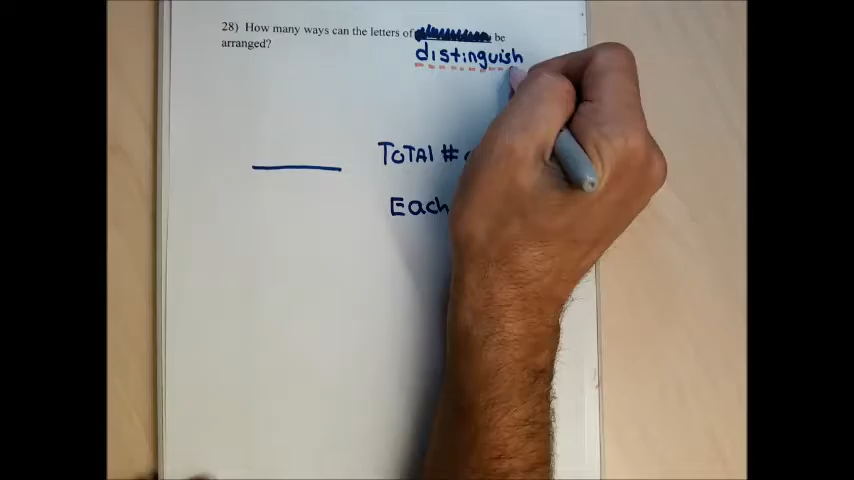 28) How many ways can the letters of be
arranged?
distinguish
TOTAL #
Each